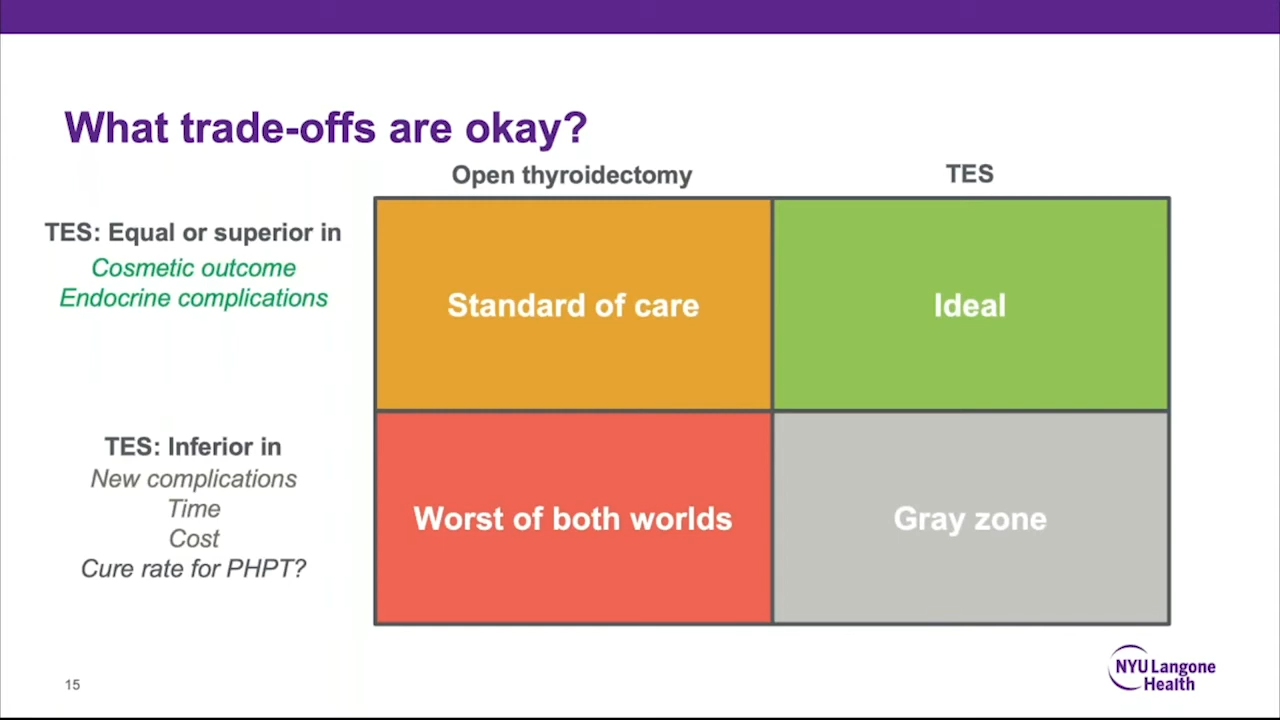 What trade-offs are okay?
Open thyroidectomy
TES
TES: Equal or superior in
Cosmetic outcome
Endocrine complications
Standard of care
Ideal
TES: Inferior in
New complications
Time
Cost
Cure rate for PHPT?
Worst of both worlds
Gray zone
15
NYU Langone
Health